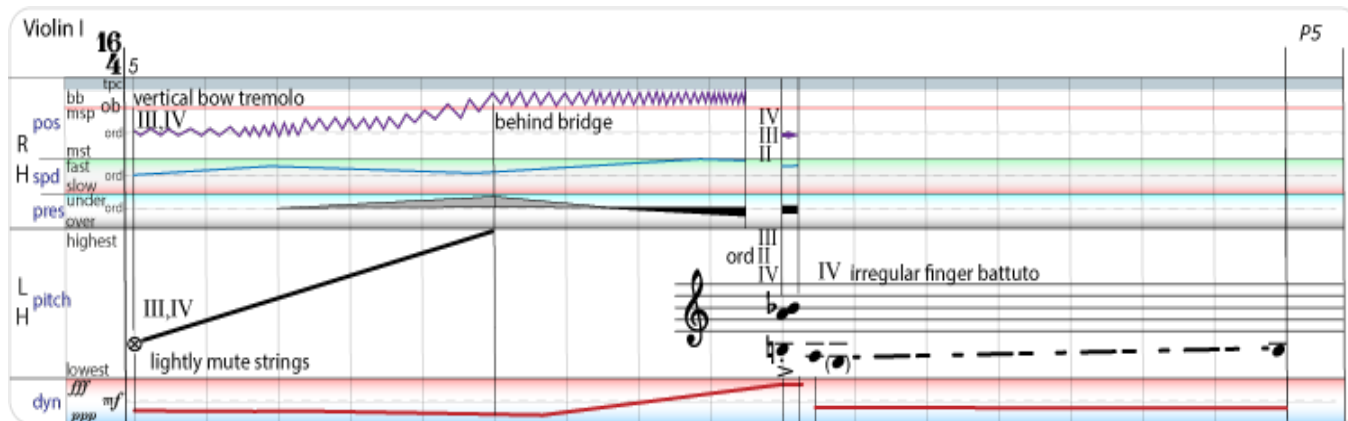 Violin I
16
4
5
P5
tpc
bb
ob
vertical bow tremolo
msp
III,IV
behind bridge
pos
ord
IV
III
II
R
H
mst
spd
fast
ord
slow
pres
under
ord
over
highest
III
ord II
IV
IV irregular finger battuto
L
H
pitch
III,IV
lightly mute strings
lowest
dyn
fff
mf
ppp